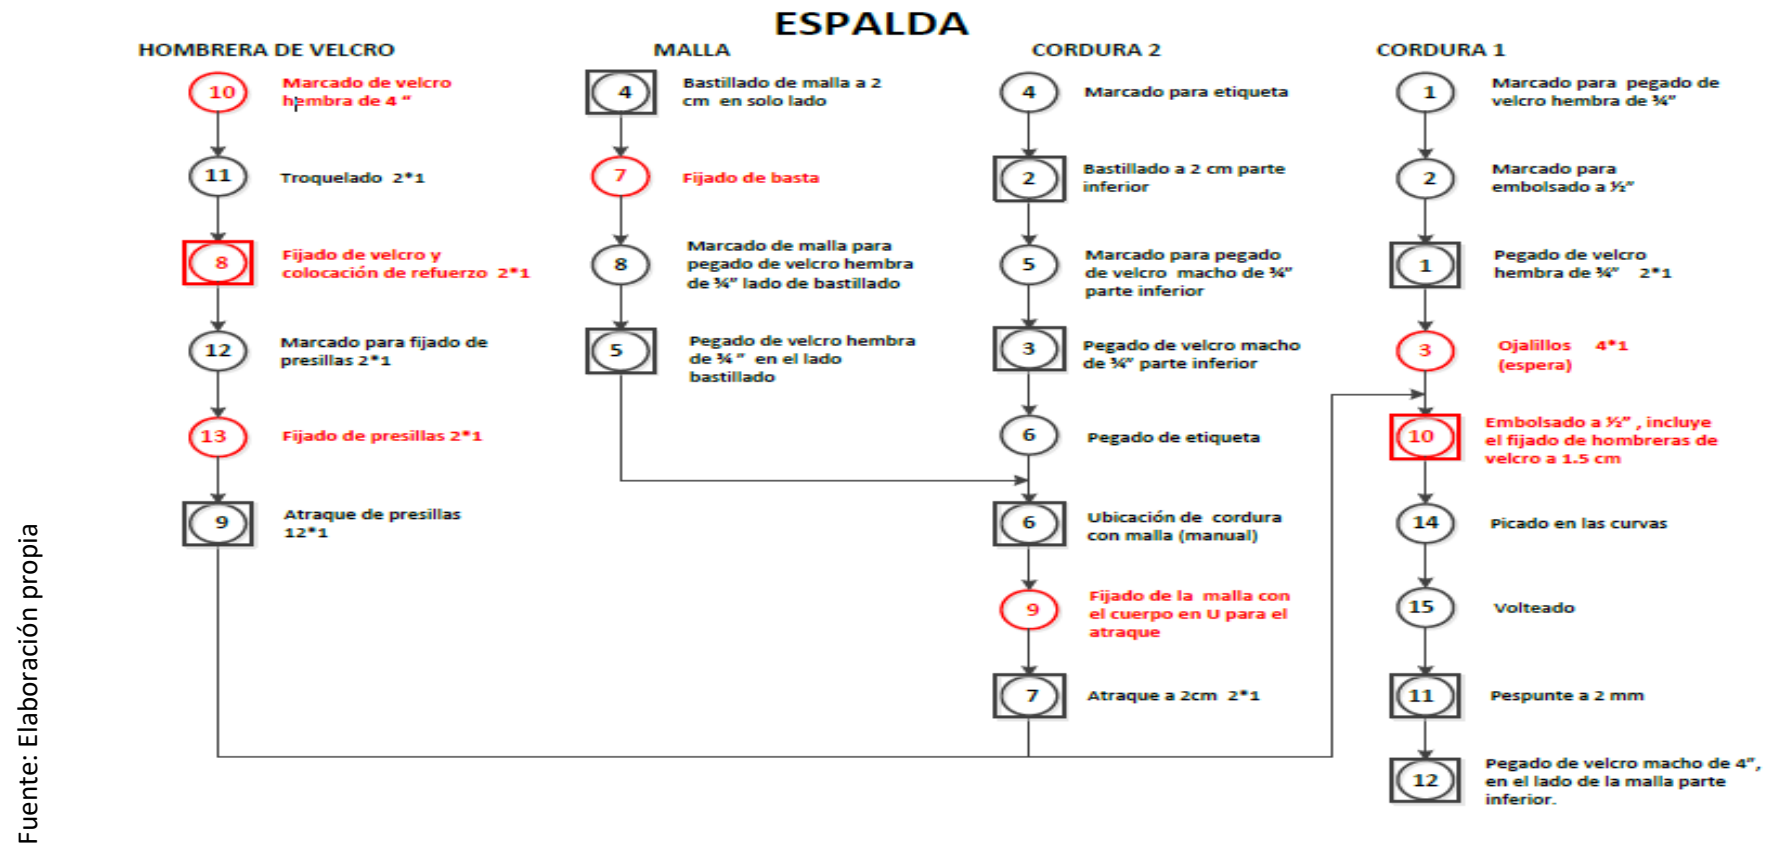 ESPALDA
HOMBRERA DE VELCRO
10
Marcado de velcro
hembra de 4 "
11
Troquelado 2*1
8
Fijado de velcro y
colocación de refuerzo 2*1
12
Marcado para fijado de
presillas 2*1
13
Fijado de presillas 2*1
9
Atraque de presillas
12*1
MALLA
4
Bastillado de malla a 2
cm en solo lado
7
Fijado de basta
8
Marcado de malla para
pegado de velcro hembra
de ¾" lado de bastillado
5
Pegado de velcro hembra
de ¾ " en el lado
bastillado
CORDURA 2
4
Marcado para etiqueta
2
Bastillado a 2 cm parte
inferior
5
Marcado para pegado
de velcro macho de ¾"
parte inferior
3
Pegado de velcro macho
de ¾" parte inferior
6
Pegado de etiqueta
6
Ubicación de cordura
con malla (manual)
9
Fijado de la malla con
el cuerpo en U para el
atraque
7
Atraque a 2cm 2*1
CORDURA 1
1
Marcado para pegado de
velcro hembra de ¾"
2
Marcado para
embolsado a ½"
1
Pegado de velcro
hembra de ¾" 2*1
3
Ojalillos 4*1
(espera)
10
Embolsado a ½" , incluye
el fijado de hombreras de
velcro a 1.5 cm
14
Picado en las curvas
15
Volteado
11
Pespunte a 2 mm
12
Pegado de velcro macho de 4",
en el lado de la malla parte
inferior.
Fuente: Elaboración propia